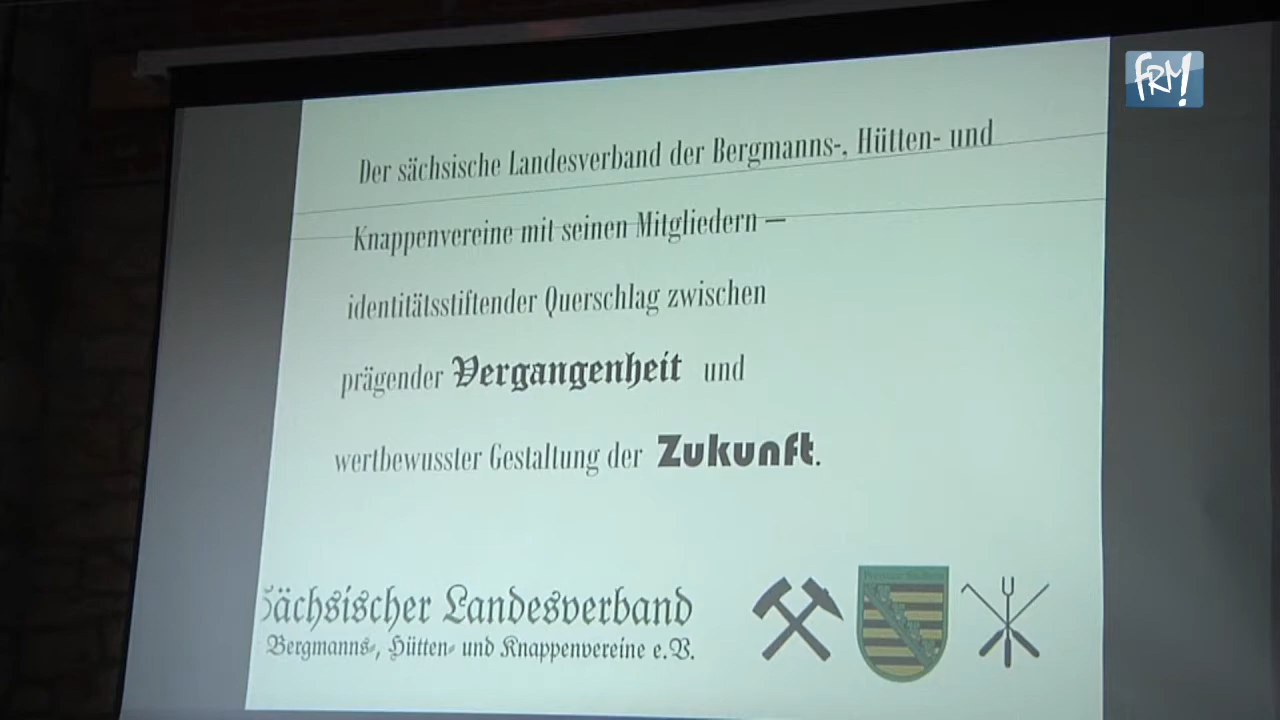 FRM!
Der sächsische Landesverband der Bergmanns-, Hütten- und
Knappenvereine mit seinen Mitgliedern –
identitätsstiftender Querschlag zwischen
prägender Vergangenheit und
wertbewusster Gestaltung der Zukunft.
Sächsischer Landesverband
Bergmanns-, Hütten- und Knappenvereine e.V.